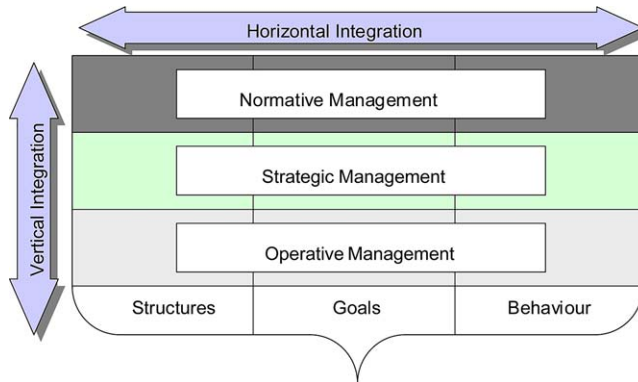 Horizontal Integration
Vertical Integration
Normative Management
Strategic Management
Operative Management
Structures
Goals
Behaviour